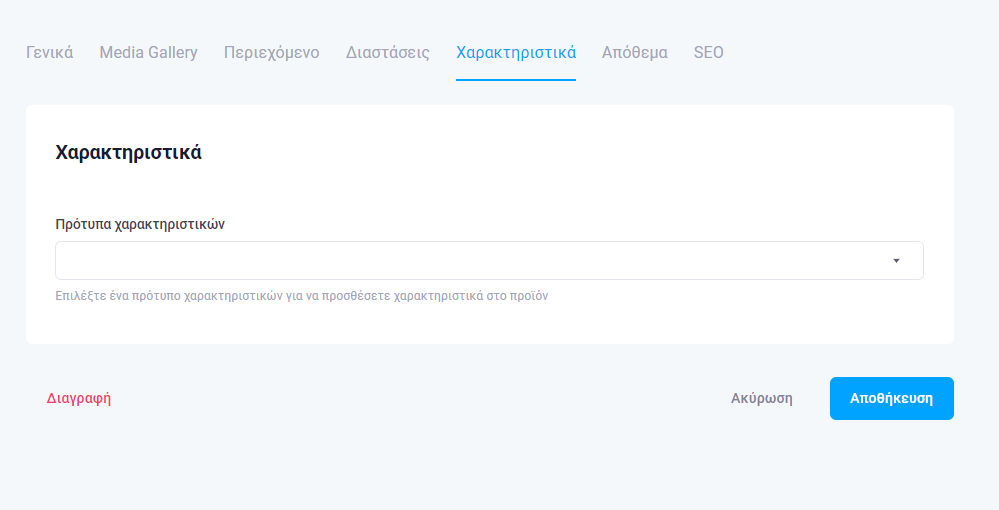 Γενικά Media Gallery Περιεχόμενο Διαστάσεις Χαρακτηριστικά Απόθεμα SEO
Χαρακτηριστικά
Πρότυπα χαρακτηριστικών
Επιλέξτε ένα πρότυπο χαρακτηριστικών για να προσθέσετε χαρακτηριστικά στο προϊόν
Διαγραφή Ακύρωση Αποθήκευση